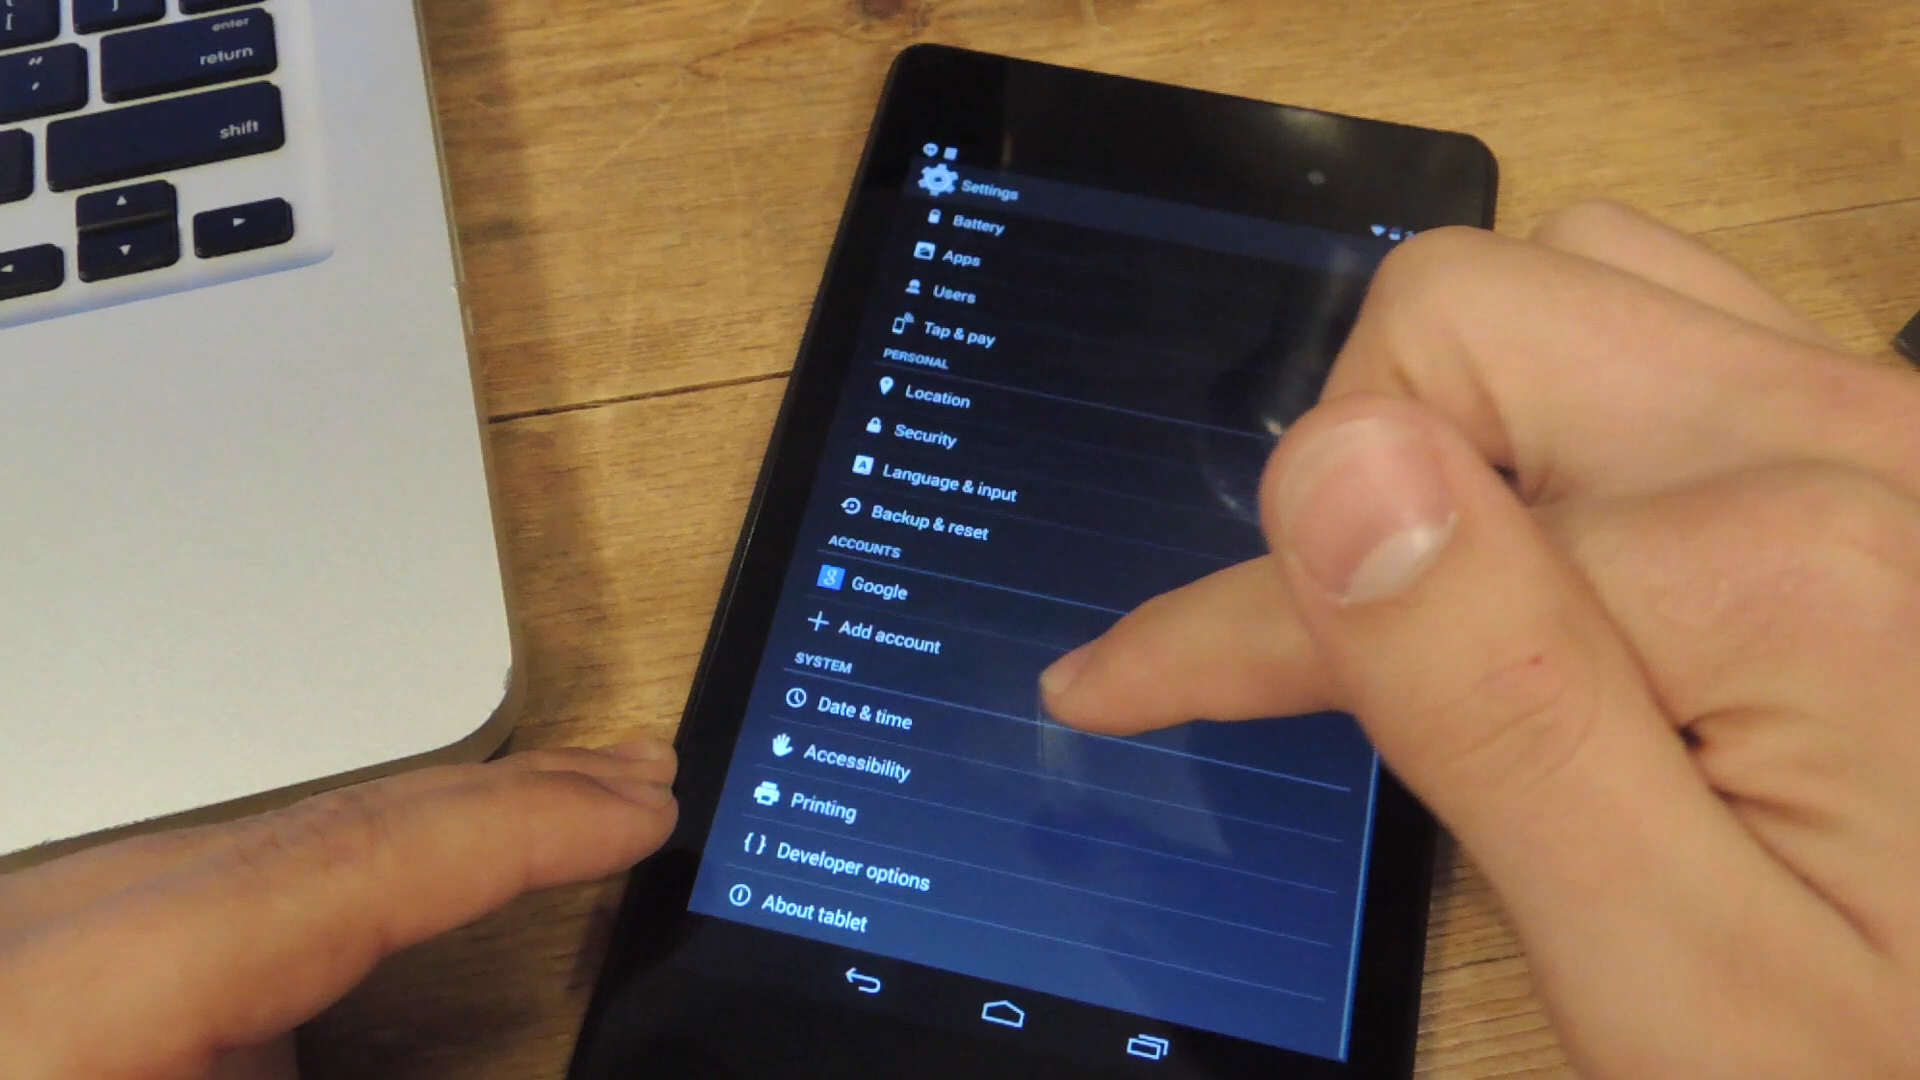 enter
return
shift
Settings
Battery
Apps
Users
Tap & pay
PERSONAL
Location
Security
Language & input
Backup & reset
ACCOUNTS
g Google
Add account
SYSTEM
Date & time
Accessibility
Printing
{ } Developer options
About tablet